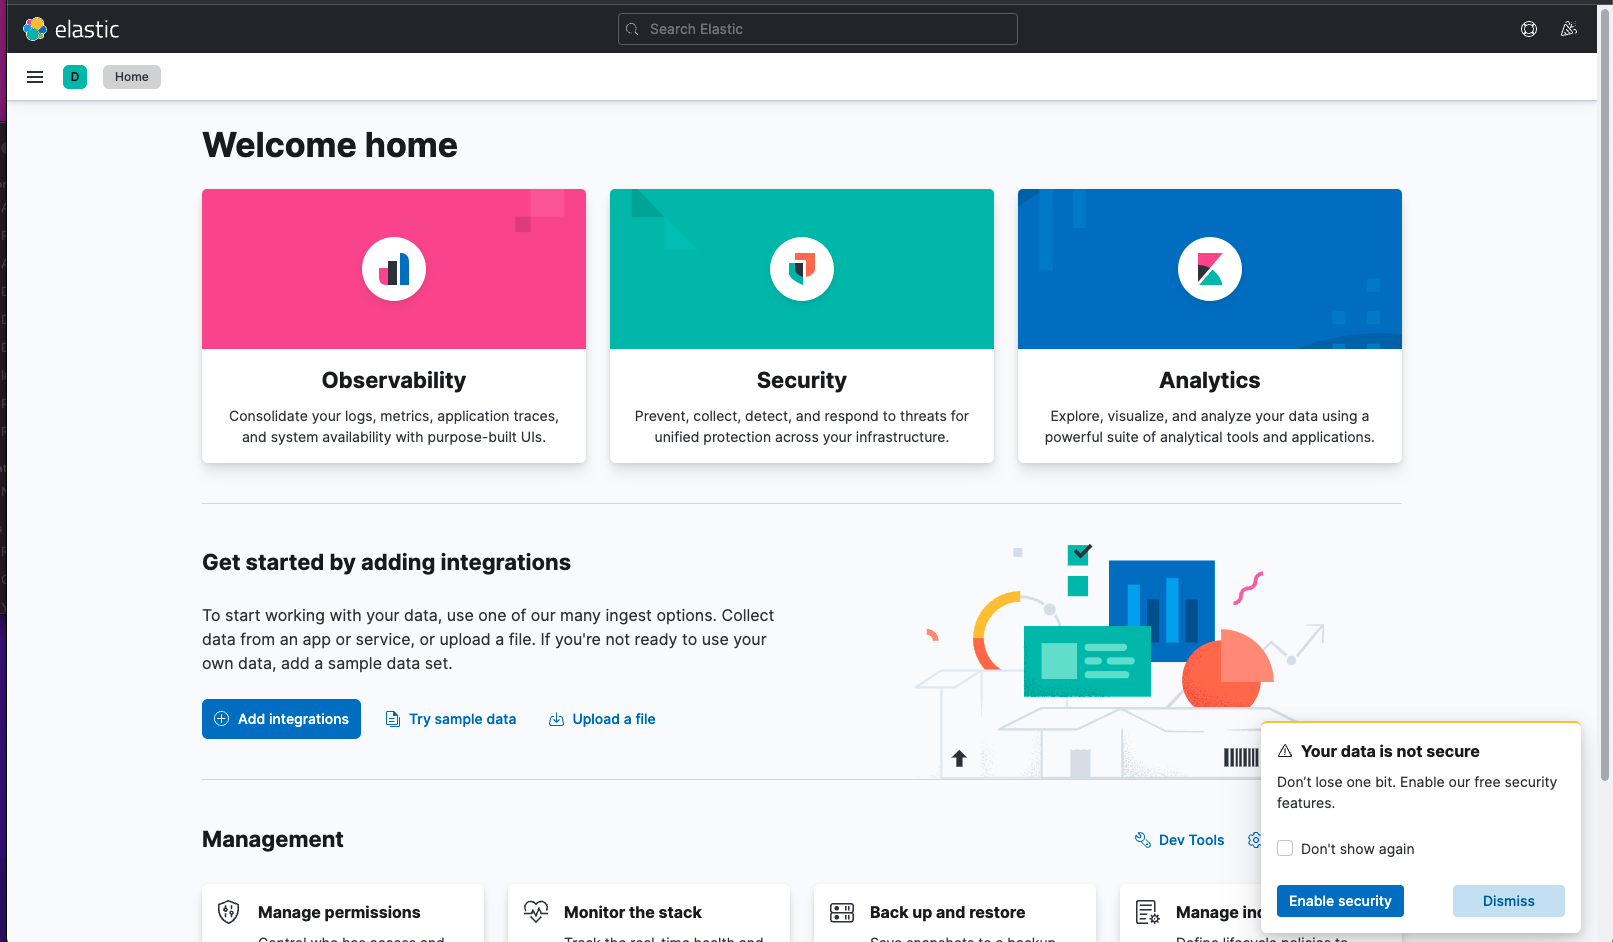 elastic
Search Elastic
D
Home
Welcome home
Observability
Consolidate your logs, metrics, application traces,
and system availability with purpose-built UIs.
Security
Prevent, collect, detect, and respond to threats for
unified protection across your infrastructure.
Analytics
Explore, visualize, and analyze your data using a
powerful suite of analytical tools and applications.
Get started by adding integrations
To start working with your data, use one of our many ingest options. Collect
data from an app or service, or upload a file. If you're not ready to use your
own data, add a sample data set.
Add integrations
Try sample data
Upload a file
Your data is not secure
Don’t lose one bit. Enable our free security
features.
Don't show again
Enable security
Dismiss
Management
Dev Tools
Manage permissions
Control who has access and
Monitor the stack
Track the real-time health and
Back up and restore
Save snapshots to a backup
Manage
Define lifecycle policies to